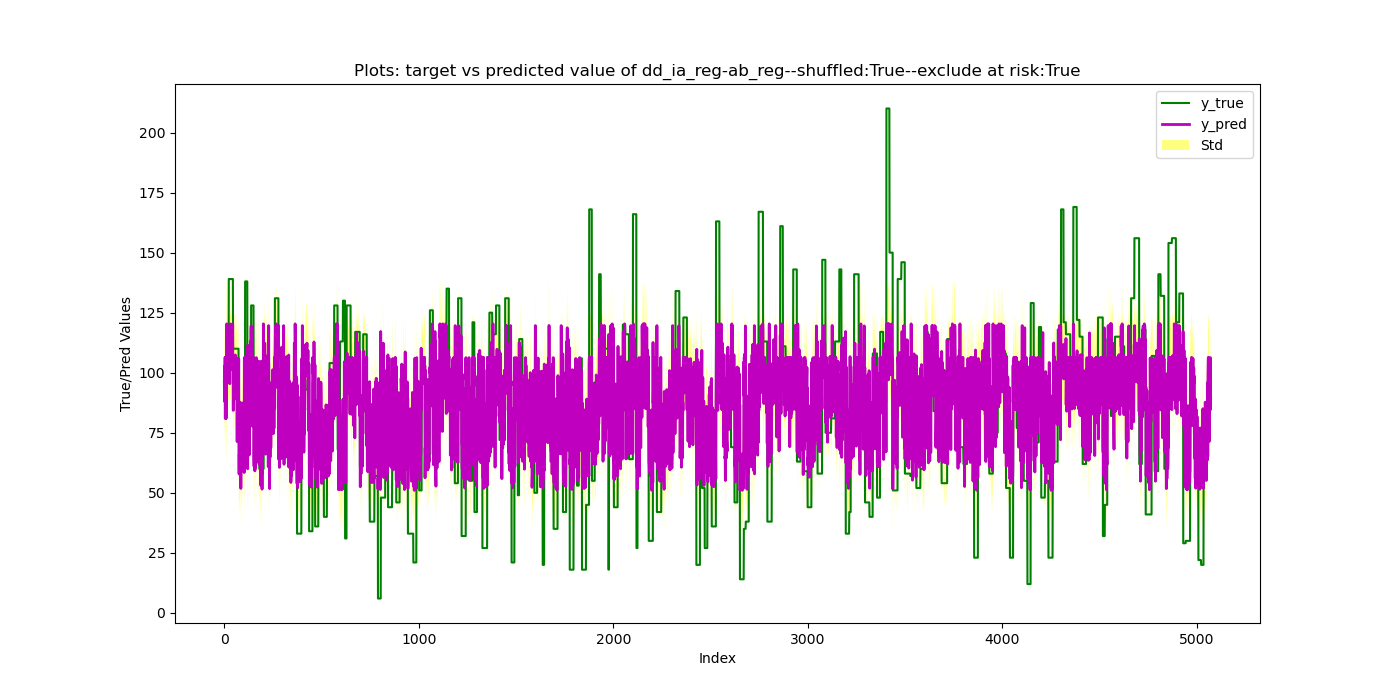 Plots: target vs predicted value of dd_ia_reg-ab_reg--shuffled:True--exclude at risk:True
y_true
y_pred
Std
True/Pred Values
200
175
150
125
100
75
50
25
0
0 1000 2000 3000 4000 5000
Index